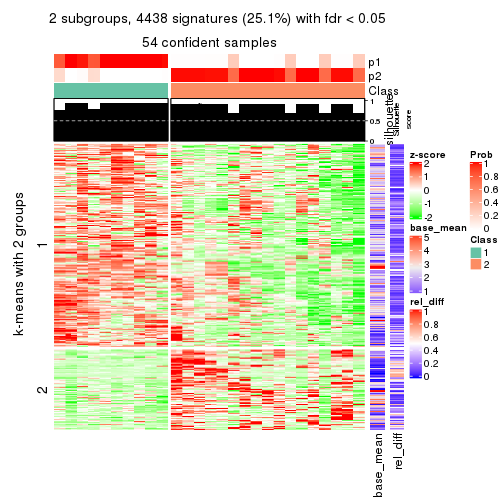 2 subgroups, 4438 signatures (25.1%) with fdr < 0.05
54 confident samples
p1
p2
Class
silhouette
Silhouette
score
1
0.5
0
k-means with 2 groups
1
2
base_mean
rel_diff
z-score
2
1
0
-1
-2
base_mean
5
4
3
2
1
rel_diff
1
0.8
0.6
0.4
0.2
0
Prob
1
0.8
0.6
0.4
0.2
0
Class
1
2